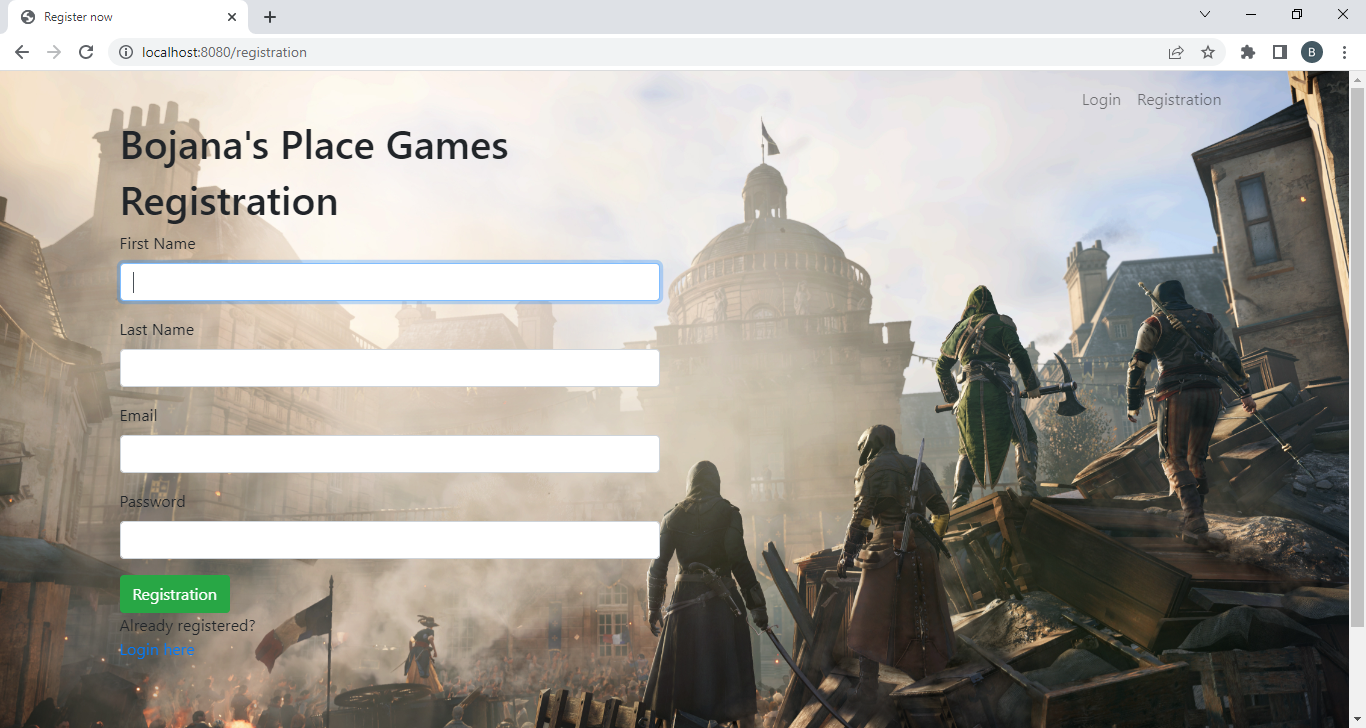 Register now
localhost:8080/registration
B
Login Registration
Bojana's Place Games
Registration
First Name
Last Name
Email
Password
Registration
Already registered?
Login here